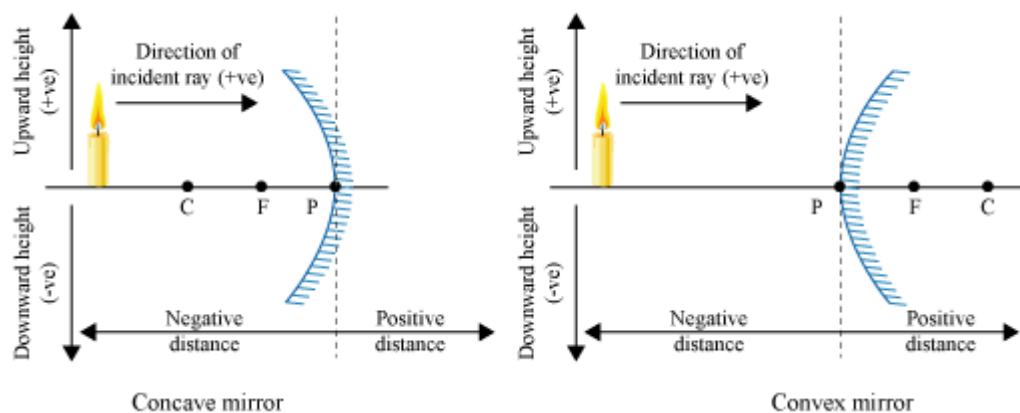 Upward height
(+ve)
Direction of
incident ray (+ve)
C
F
P
Downward height
(-ve)
Negative
distance
Positive
distance
Concave mirror
Upward height
(+ve)
Direction of
incident ray (+ve)
P
F
C
Downward height
(-ve)
Negative
distance
Positive
distance
Convex mirror